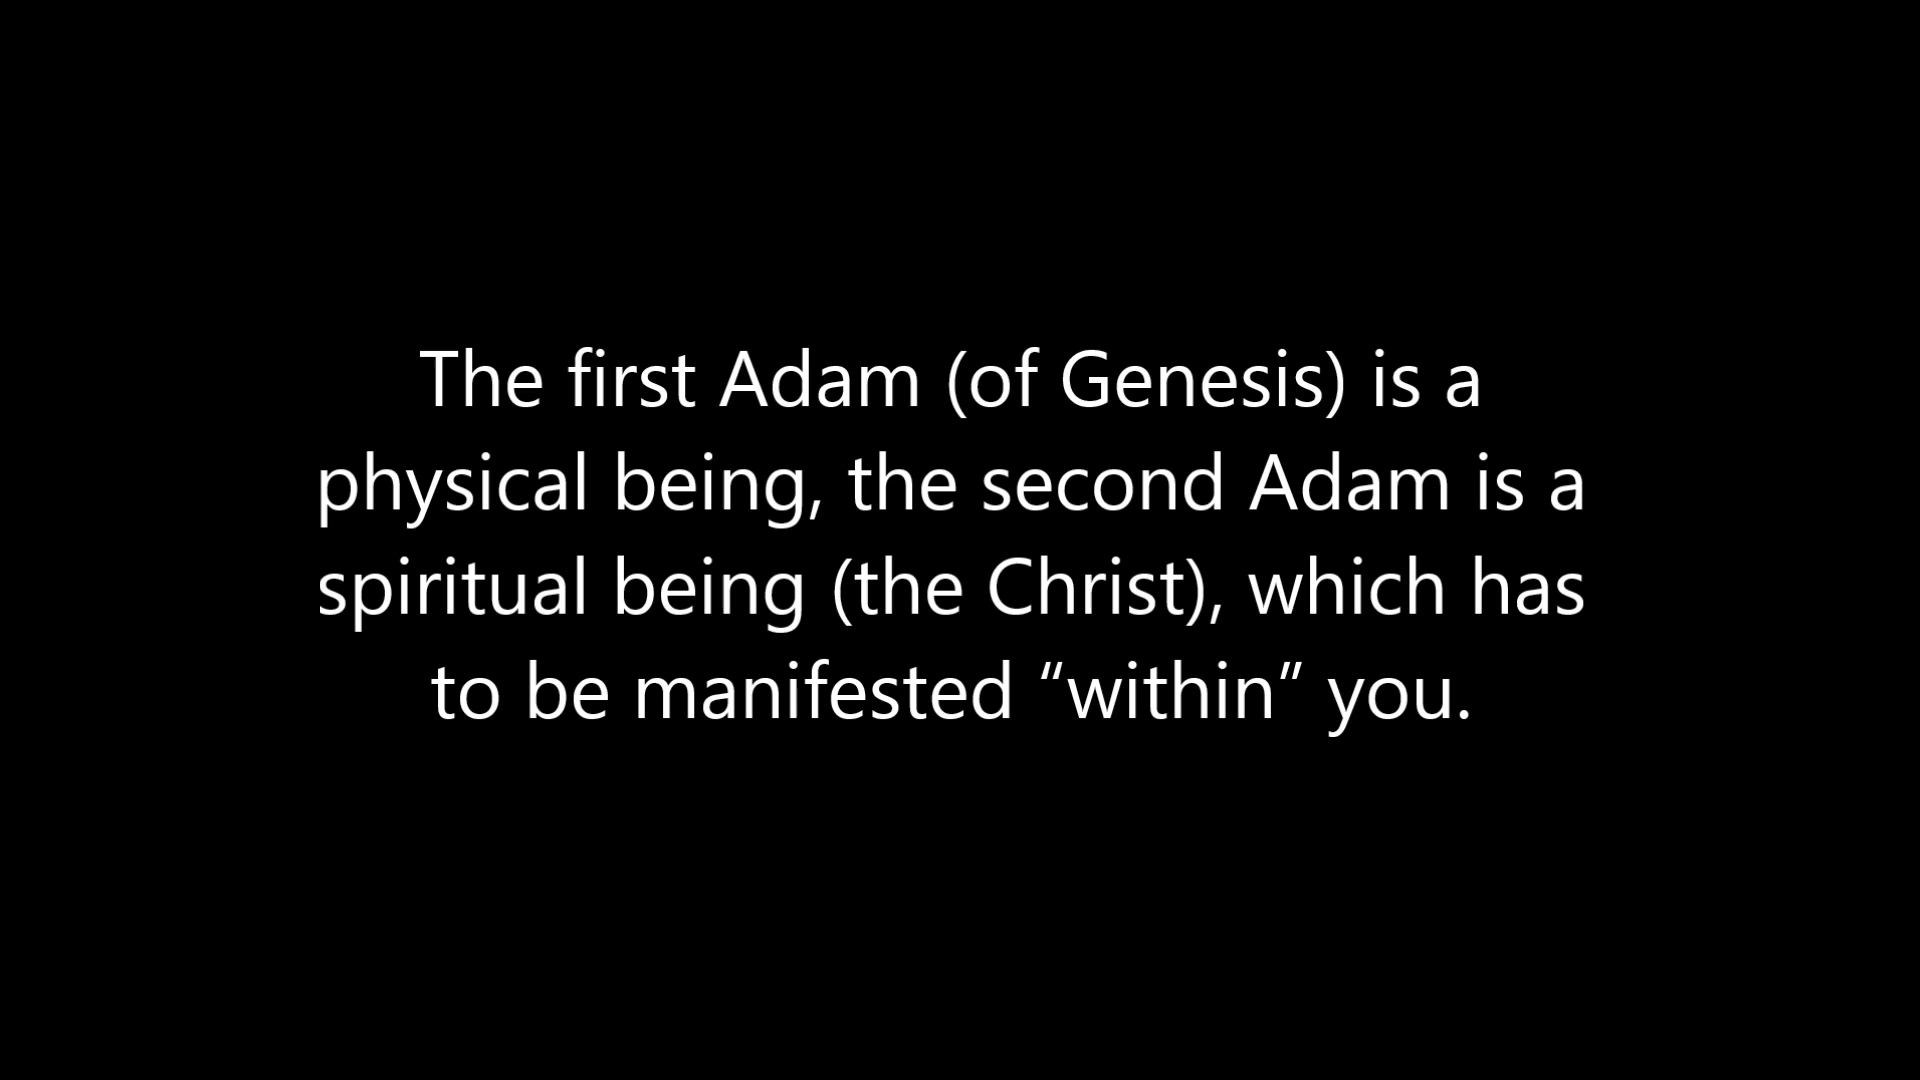 The first Adam (of Genesis) is a
physical being, the second Adam is a
spiritual being (the Christ), which has
to be manifested “within” you.